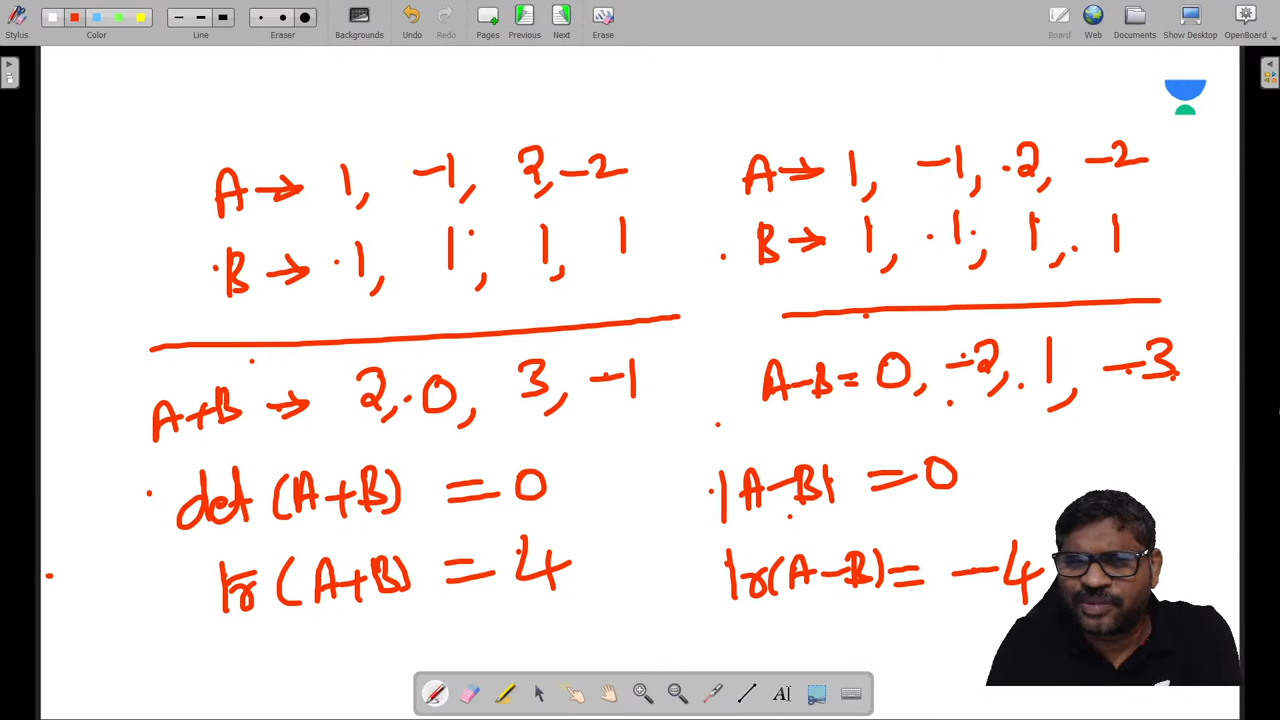 Stylus Color Line Eraser Backgrounds Undo Redo Pages Previous Next Erase Board Web Documents Show Desktop OpenBoard
A → 1, -1, 2, -2
B → 1, 1, 1, 1
A+B → 2, 0, 3, -1
det (A+B) = 0
tr (A+B) = 4
A → 1, -1, 2, -2
B → 1, 1, 1, 1
A-B = 0, -2, 1, -3
|A-B| = 0
tr(A-B) = -4